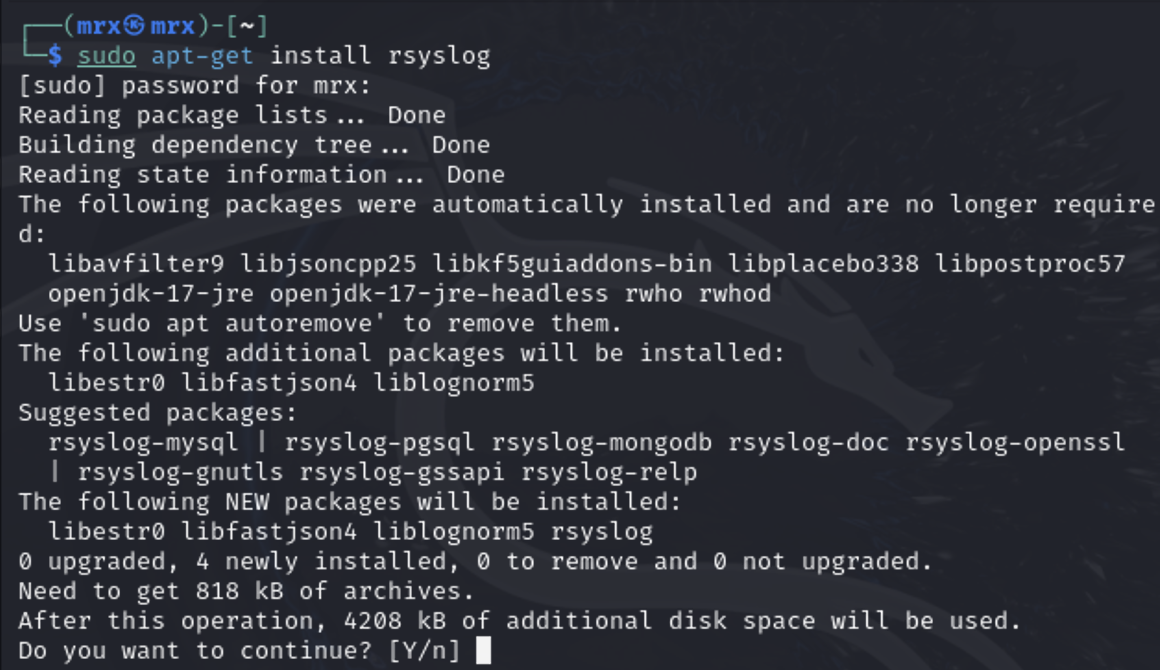 ┌──(mrx㉿mrx)-[~]
└─$ sudo apt-get install rsyslog
[sudo] password for mrx:
Reading package lists... Done
Building dependency tree... Done
Reading state information... Done
The following packages were automatically installed and are no longer require
d:
  libavfilter9 libjsoncpp25 libkf5guiaddons-bin libplacebo338 libpostproc57
  openjdk-17-jre openjdk-17-jre-headless rwho rwhod
Use 'sudo apt autoremove' to remove them.
The following additional packages will be installed:
  libestr0 libfastjson4 liblognorm5
Suggested packages:
  rsyslog-mysql | rsyslog-pgsql rsyslog-mongodb rsyslog-doc rsyslog-openssl
  | rsyslog-gnutls rsyslog-gssapi rsyslog-relp
The following NEW packages will be installed:
  libestr0 libfastjson4 liblognorm5 rsyslog
0 upgraded, 4 newly installed, 0 to remove and 0 not upgraded.
Need to get 818 kB of archives.
After this operation, 4208 kB of additional disk space will be used.
Do you want to continue? [Y/n]